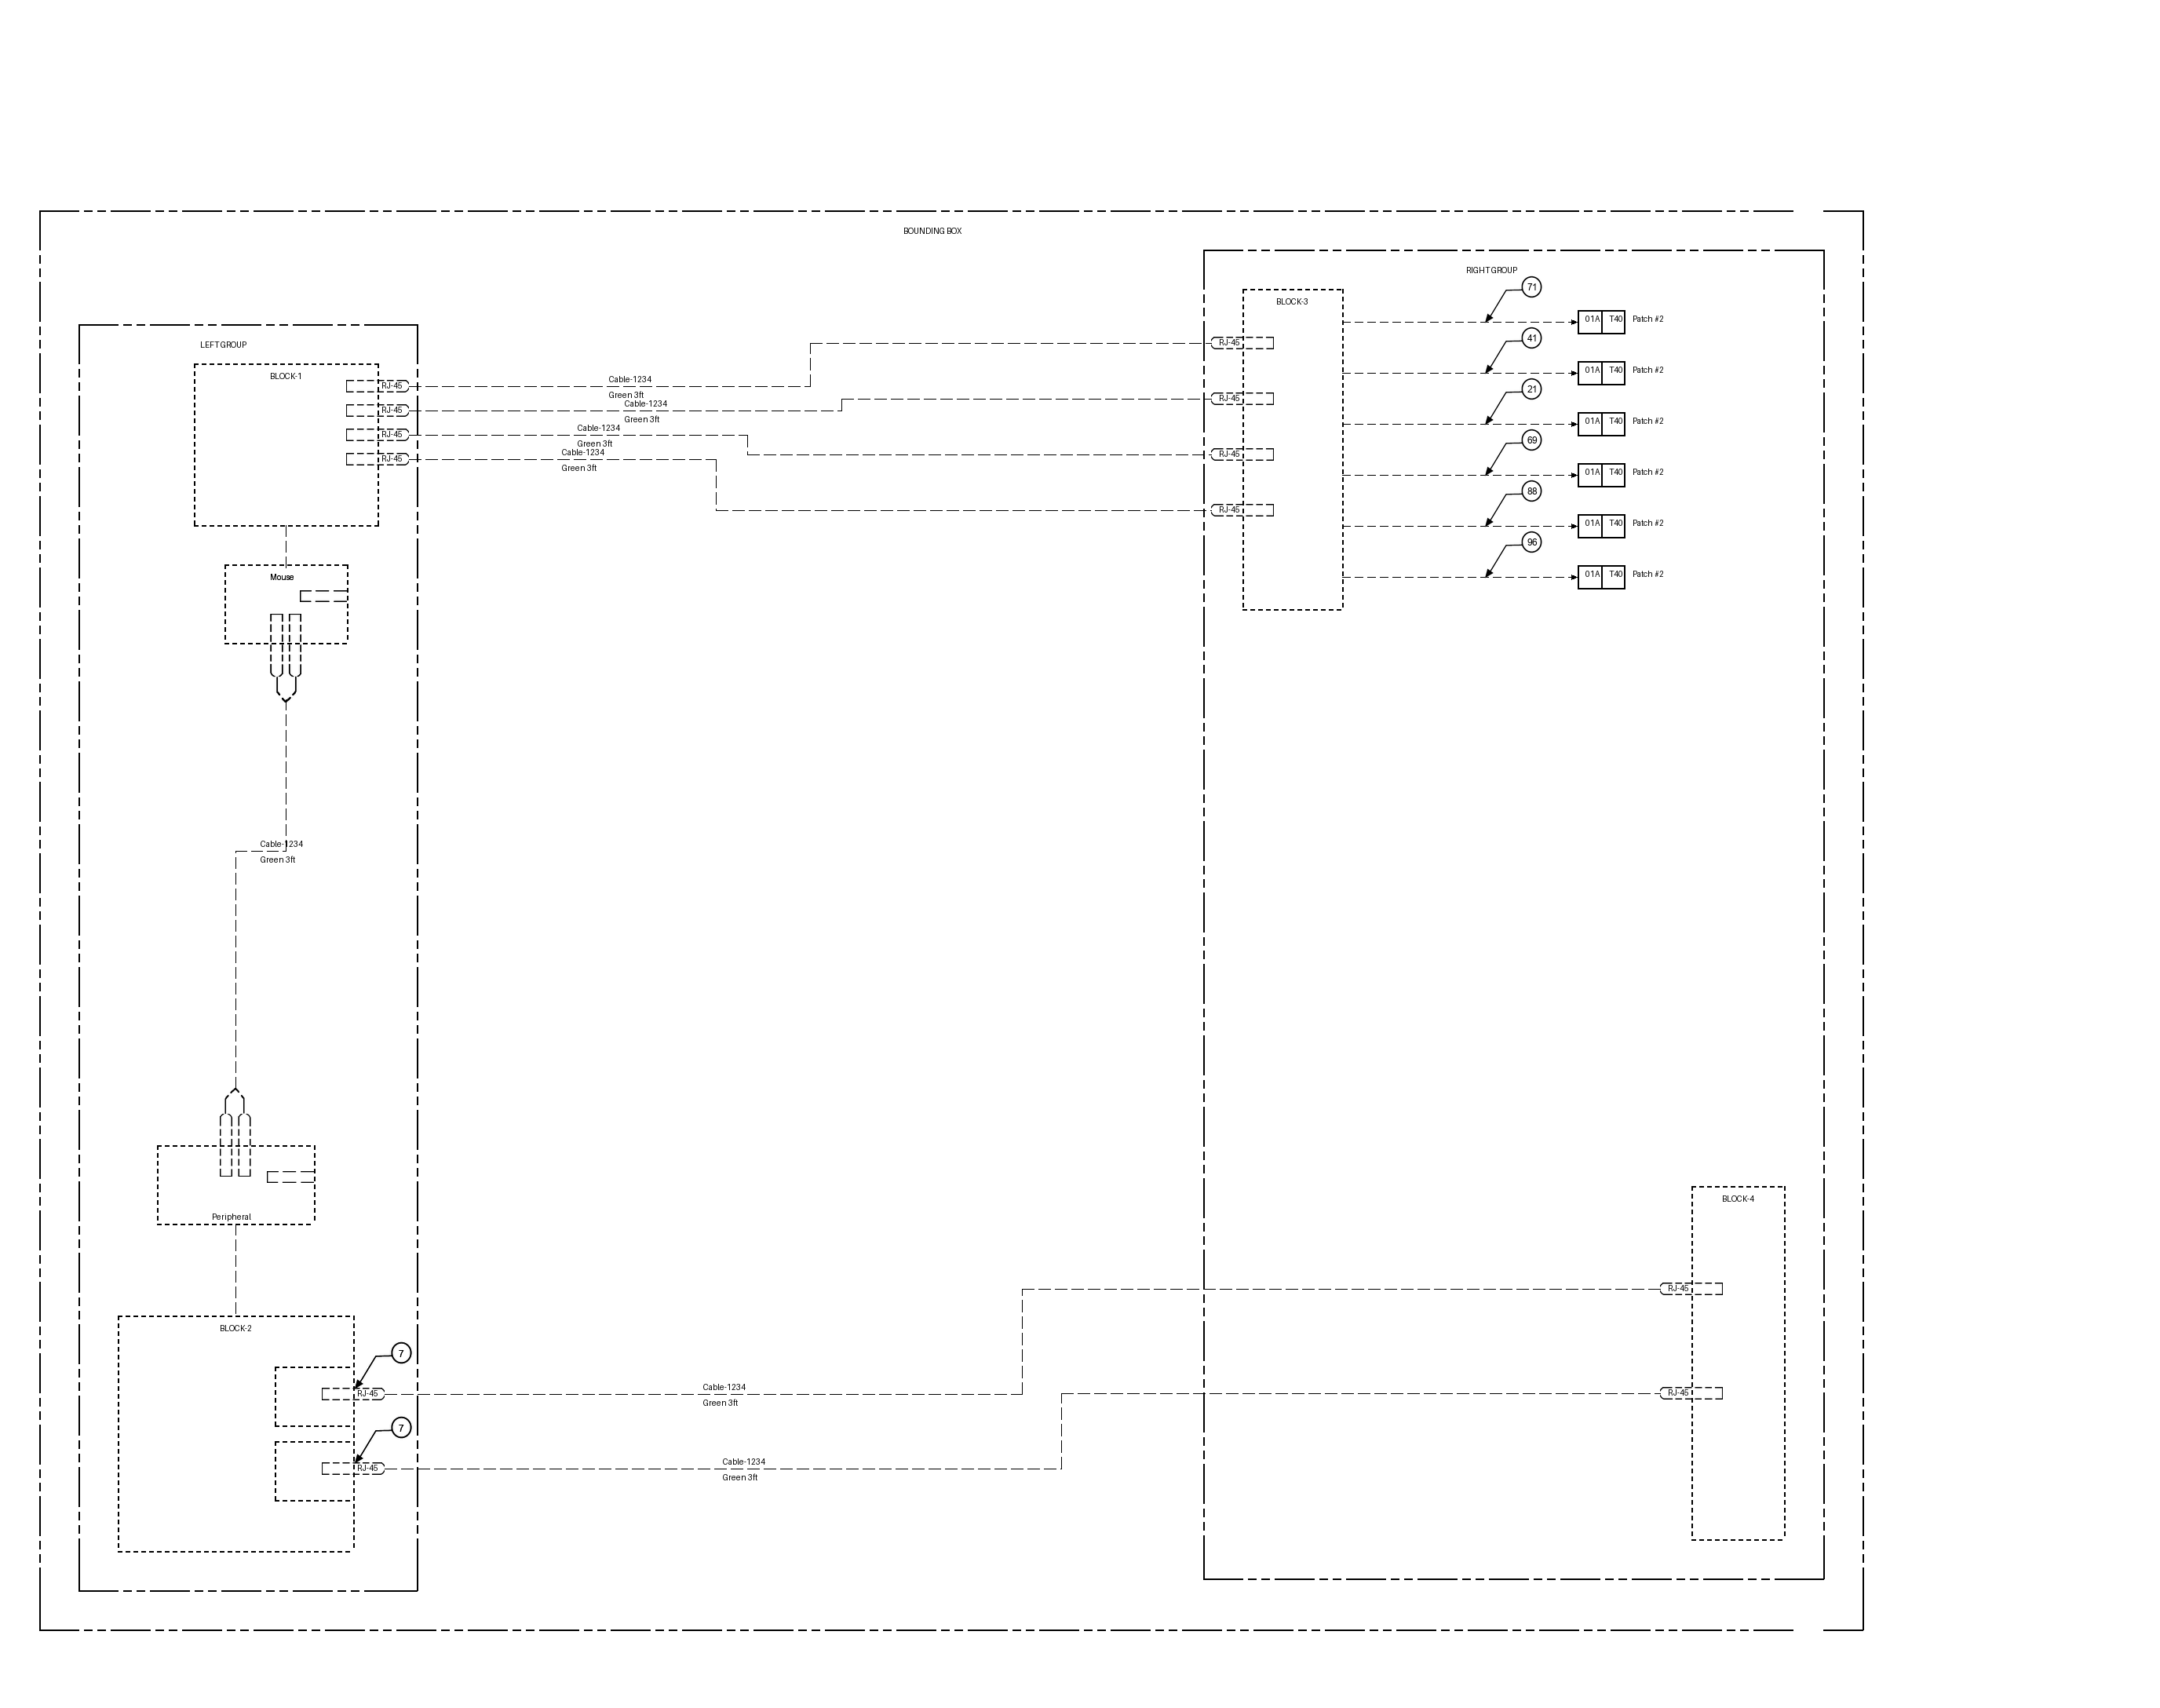 BOUNDING BOX
LEFT GROUP
BLOCK-1
RJ-45
RJ-45
RJ-45
RJ-45
Cable-1234
Green 3ft
Cable-1234
Green 3ft
Cable-1234
Green 3ft
Cable-1234
Green 3ft
Mouse
Cable-1234
Green 3ft
Peripheral
BLOCK-2
7
RJ-45
7
RJ-45
Cable-1234
Green 3ft
Cable-1234
Green 3ft
RIGHT GROUP
BLOCK-3
RJ-45
RJ-45
RJ-45
RJ-45
71
01A T40 Patch #2
41
01A T40 Patch #2
21
01A T40 Patch #2
69
01A T40 Patch #2
88
01A T40 Patch #2
96
01A T40 Patch #2
BLOCK-4
RJ-45
RJ-45